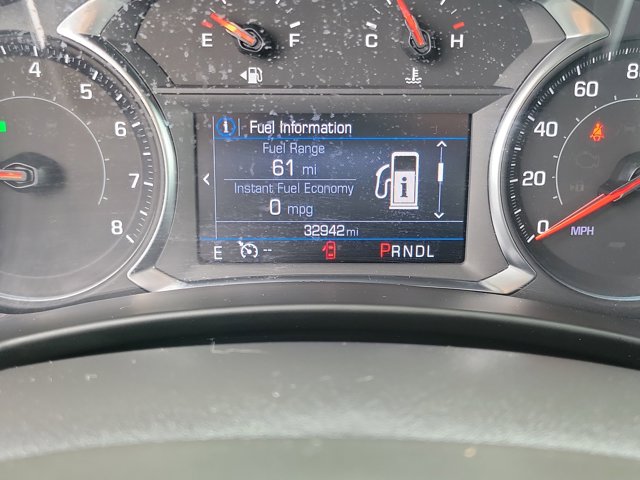 E F C H
4
5
6
7
8
i Fuel Information
Fuel Range
61 mi
Instant Fuel Economy
0 mpg
i
32942 mi
E -- PRNDL
8
60
40
20
0
MPH